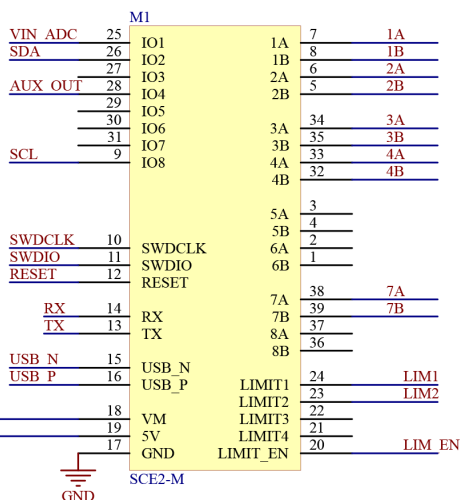 M1
VIN_ADC 25 IO1 1A 7 1A
SDA 26 IO2 1B 8 1B
27 IO3 2A 6 2A
AUX_OUT 28 IO4 2B 5 2B
29 IO5
30 IO6 3A 34 3A
31 IO7 3B 35 3B
SCL 9 IO8 4A 33 4A
4B 32 4B
5A 3
5B 4
SWDCLK 10 SWDCLK 6A 2
SWDIO 11 SWDIO 6B 1
RESET 12 RESET
7A 38 7A
RX 14 RX 7B 39 7B
TX 13 TX 8A 37
8B 36
USB_N 15 USB_N
USB_P 16 USB_P LIMIT1 24 LIM1
LIMIT2 23 LIM2
18 VM LIMIT3 22
19 5V LIMIT4 21
17 GND LIMIT_EN 20 LIM_EN
SCE2-M
GND